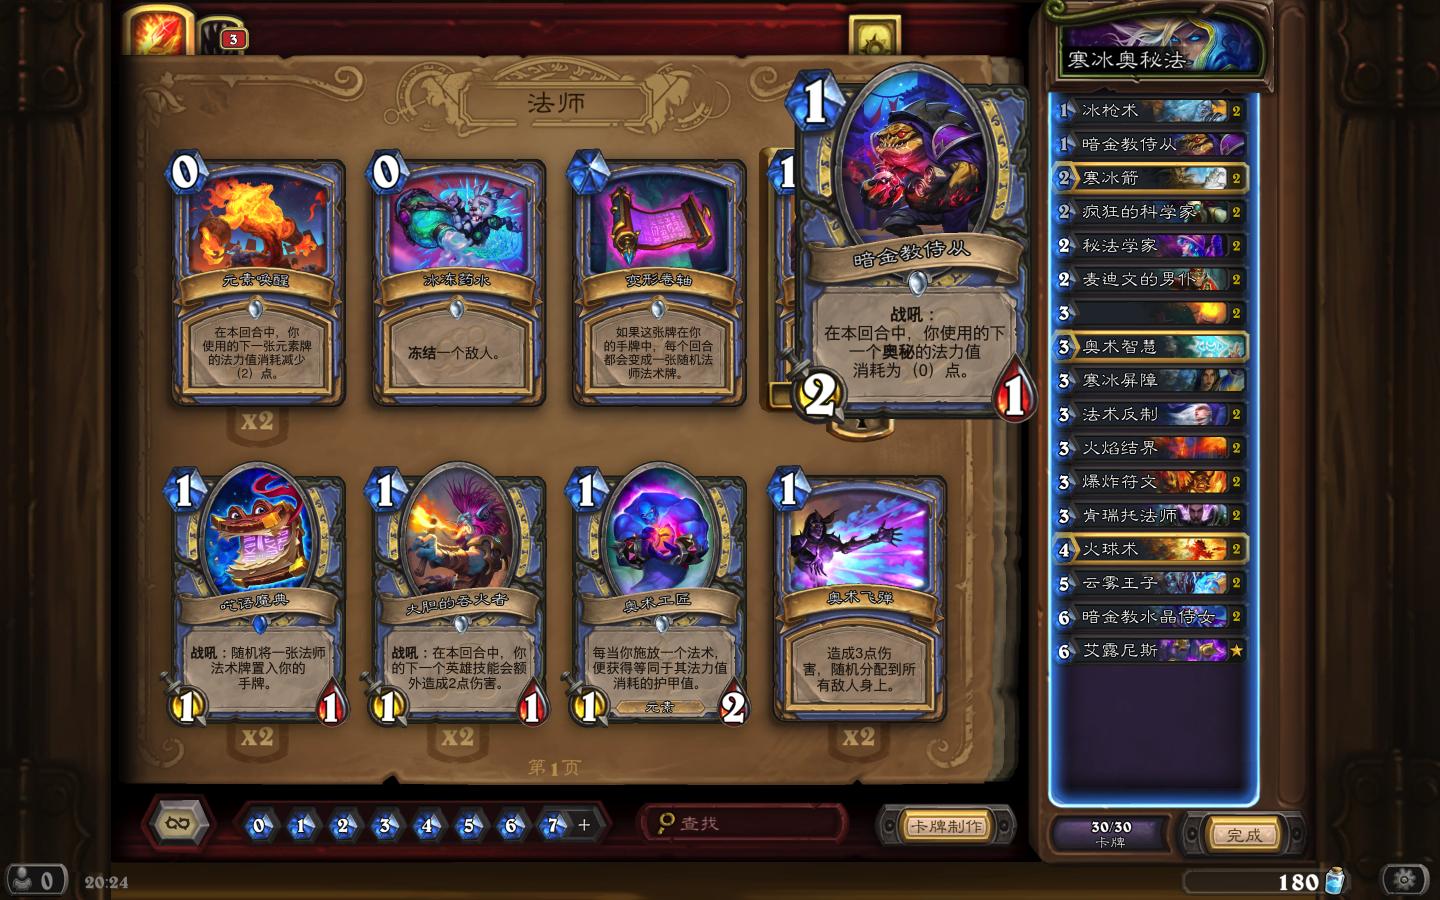 3
法师
寒冰奥秘法
0
元素唤醒
在本回合中，你
使用的下一张元素牌
的法力值消耗减少
（2）点。
x2
0
冰冻药水
冻结一个敌人。
变形卷轴
如果这张牌在你
的手牌中，每个回合
都会变成一张随机法
师法术牌。
1
1
暗金教侍从
战吼：
在本回合中，你使用的下
一个奥秘的法力值
消耗为（0）点。
2
1
1
呓语魔典
战吼：随机将一张法师
法术牌置入你的
手牌。
1
1
x2
1
大胆的吞火者
战吼：在本回合中，你
的下一个英雄技能会额
外造成2点伤害。
1
1
x2
1
奥术工匠
每当你施放一个法术，
便获得等同于其法力值
消耗的护甲值。
元素
1
2
1
奥术飞弹
造成3点伤
害，随机分配到所
有敌人身上。
x2
第1页
1 冰枪术 2
1 暗金教侍从
2 寒冰箭 2
2 疯狂的科学家 2
2 秘法学家 2
2 麦迪文的男仆 2
3 2
3 奥术智慧 2
3 寒冰屏障 2
3 法术反制 2
3 火焰结界 2
3 爆炸符文 2
3 肯瑞托法师 2
4 火球术 2
5 云雾王子 2
6 暗金教水晶侍女 2
6 艾露尼斯
0 1 2 3 4 5 6 7 +
查找
卡牌制作
30/30
卡牌
完成
0
20:24
180